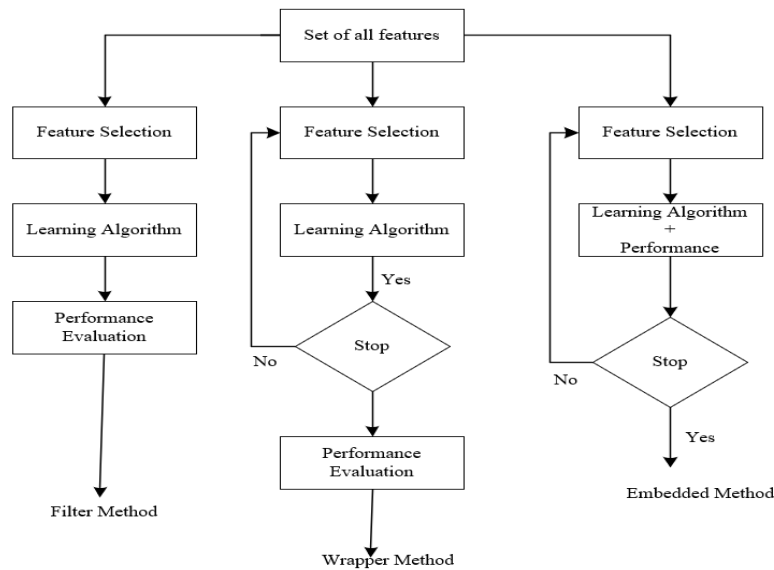 Set of all features
Feature Selection
Feature Selection
Feature Selection
Learning Algorithm
Learning Algorithm
Learning Algorithm
+
Performance
Yes
Performance
Evaluation
Stop
Stop
No
No
Yes
Performance
Evaluation
Filter Method
Embedded Method
Wrapper Method